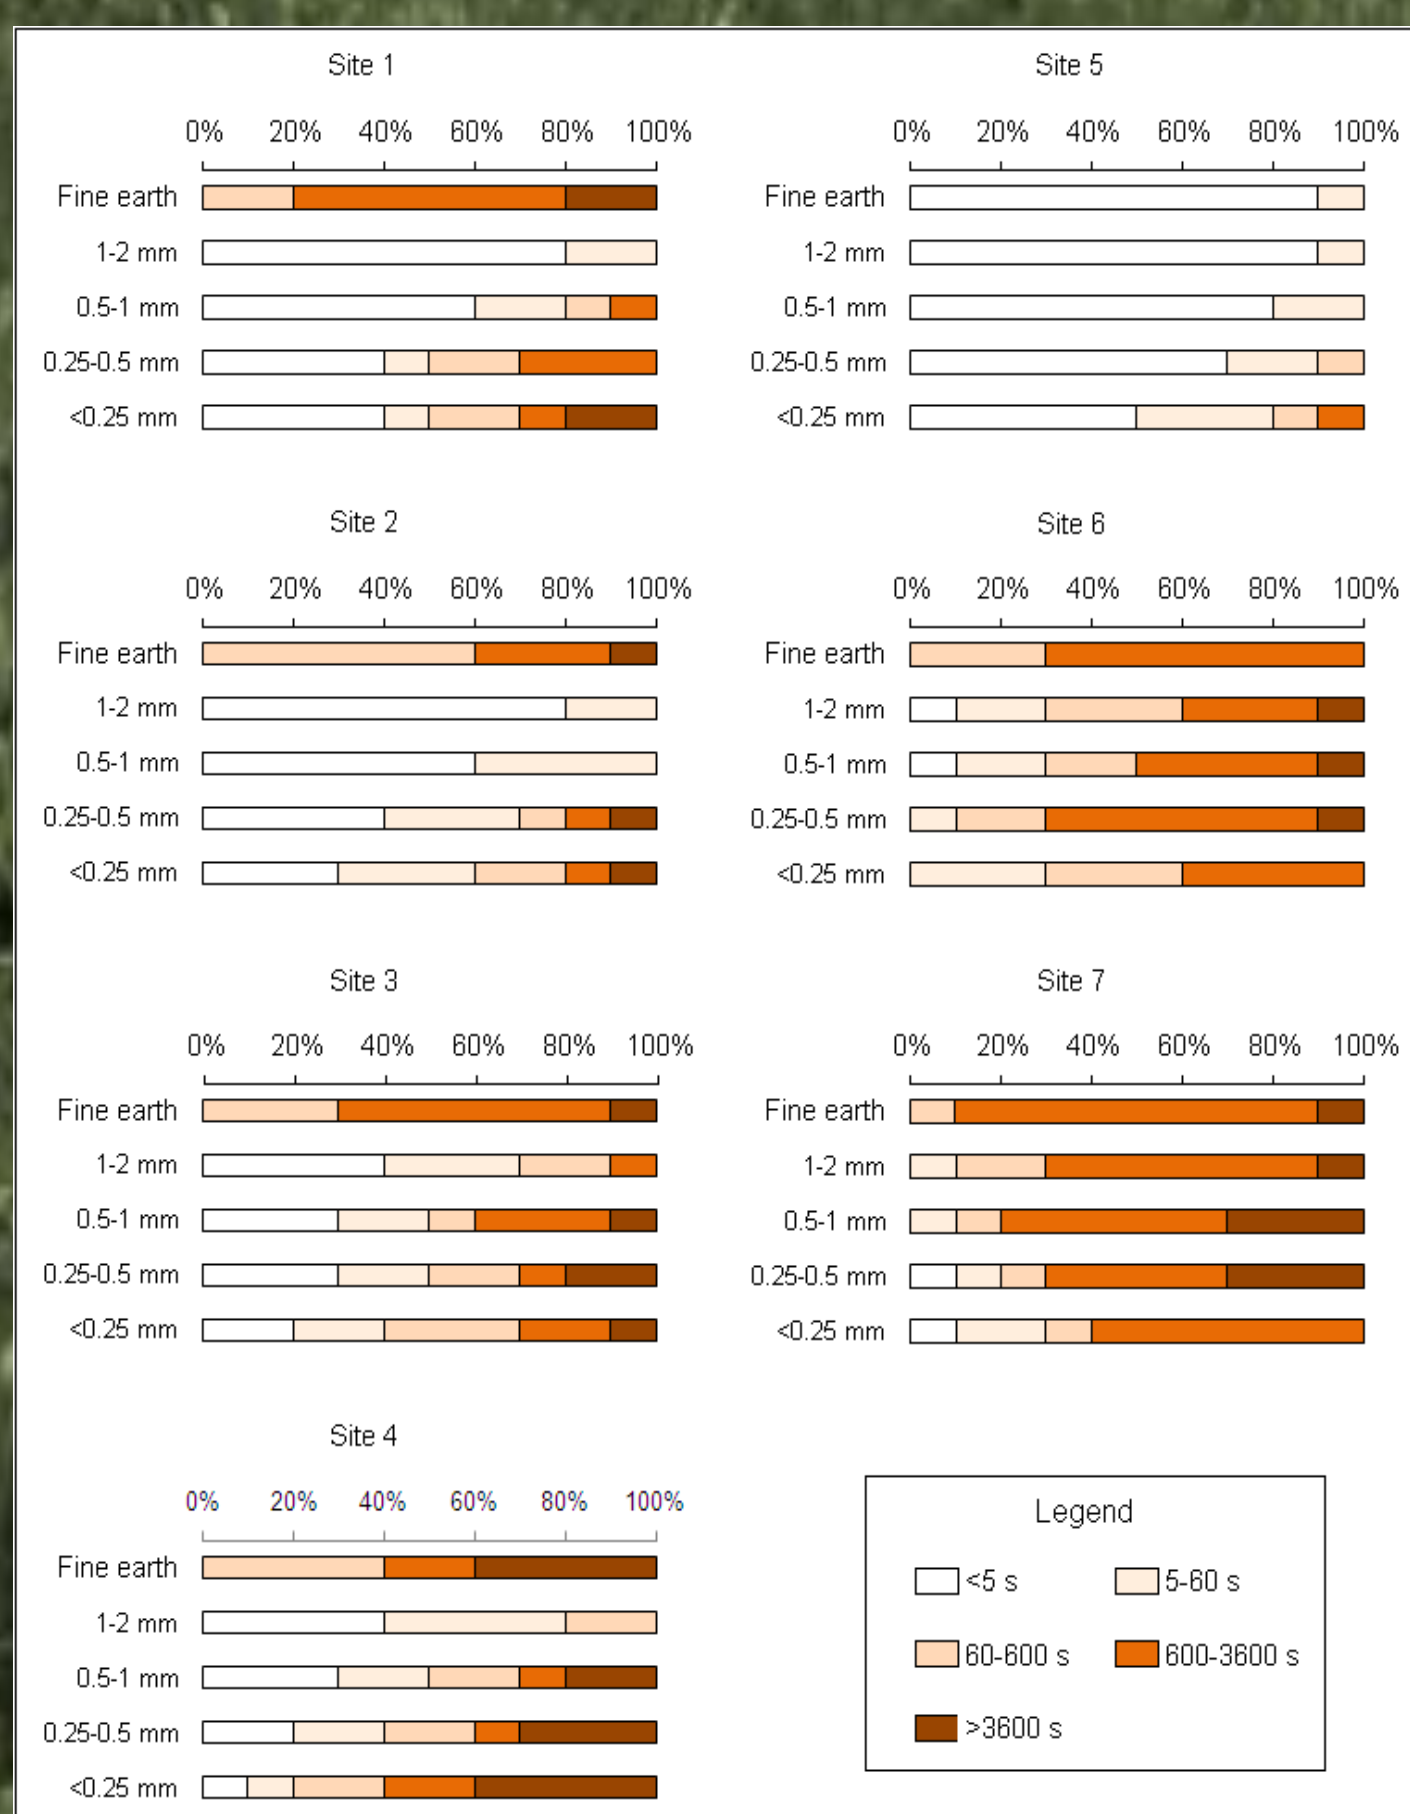 Site 1
0% 20% 40% 60% 80% 100%
Fine earth
1-2 mm
0.5-1 mm
0.25-0.5 mm
<0.25 mm
Site 2
0% 20% 40% 60% 80% 100%
Fine earth
1-2 mm
0.5-1 mm
0.25-0.5 mm
<0.25 mm
Site 3
0% 20% 40% 60% 80% 100%
Fine earth
1-2 mm
0.5-1 mm
0.25-0.5 mm
<0.25 mm
Site 4
0% 20% 40% 60% 80% 100%
Fine earth
1-2 mm
0.5-1 mm
0.25-0.5 mm
<0.25 mm
Site 5
0% 20% 40% 60% 80% 100%
Fine earth
1-2 mm
0.5-1 mm
0.25-0.5 mm
<0.25 mm
Site 6
0% 20% 40% 60% 80% 100%
Fine earth
1-2 mm
0.5-1 mm
0.25-0.5 mm
<0.25 mm
Site 7
0% 20% 40% 60% 80% 100%
Fine earth
1-2 mm
0.5-1 mm
0.25-0.5 mm
<0.25 mm
Legend
<5 s 5-60 s
60-600 s 600-3600 s
>3600 s